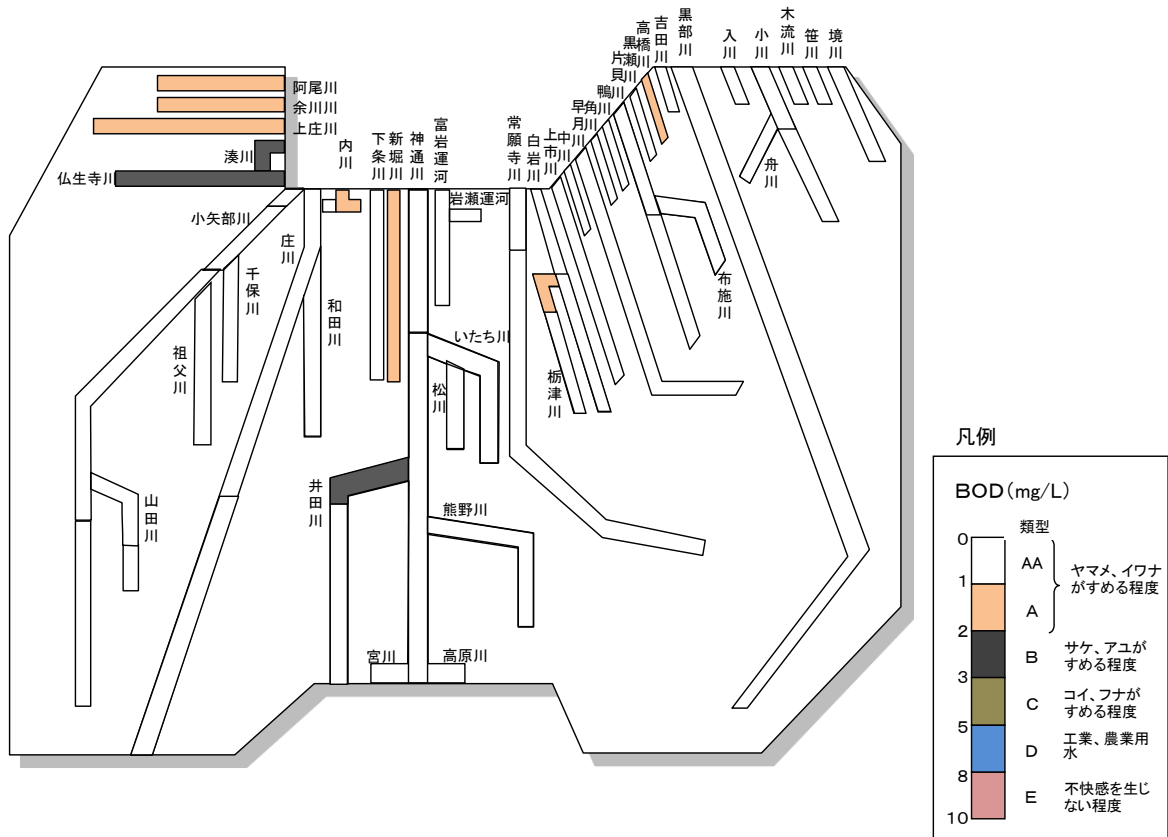 阿尾川
余川川
上庄川
湊川
仏生寺川
小矢部川
庄川
千保川
祖父川
山田川
内川
和田川
下条川
新堀川
神通川
富岩運河
岩瀬運河
いたち川
松川
井田川
熊野川
宮川
高原川
常願寺川
白岩川
栃津川
上市川
中川
早月川
角川
鴨川
片貝川
布施川
黒瀬川
高橋川
吉田川
黒部川
入川
小川
舟川
木流川
笹川
境川
凡例
BOD(mg/L)
類型
0
AA
1
A
ヤマメ、イワナ
がすめる程度
2
B
サケ、アユが
すめる程度
3
C
コイ、フナが
すめる程度
5
D
工業、農業用
水
8
E
不快感を生じ
ない程度
10